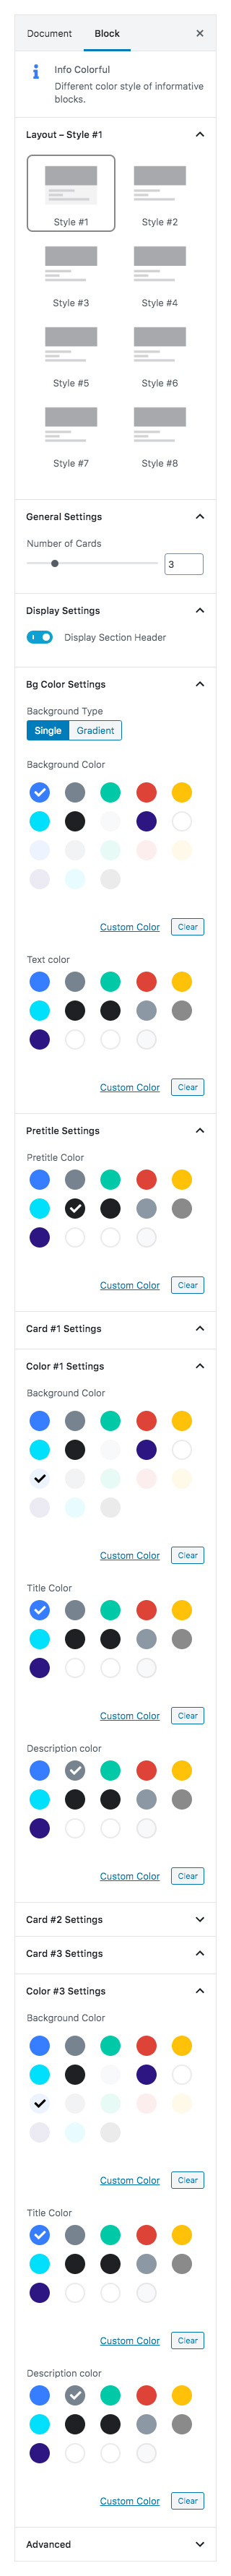 Document Block ×
Info Colorful
Different color style of informative
blocks.
Layout – Style #1
Style #1 Style #2
Style #3 Style #4
Style #5 Style #6
Style #7 Style #8
General Settings
Number of Cards
3
Display Settings
Display Section Header
Bg Color Settings
Background Type
Single Gradient
Background Color
Custom Color Clear
Text color
Custom Color Clear
Pretitle Settings
Pretitle Color
Custom Color Clear
Card #1 Settings
Color #1 Settings
Background Color
Custom Color Clear
Title Color
Custom Color Clear
Description color
Custom Color Clear
Card #2 Settings
Card #3 Settings
Color #3 Settings
Background Color
Custom Color Clear
Title Color
Custom Color Clear
Description color
Custom Color Clear
Advanced